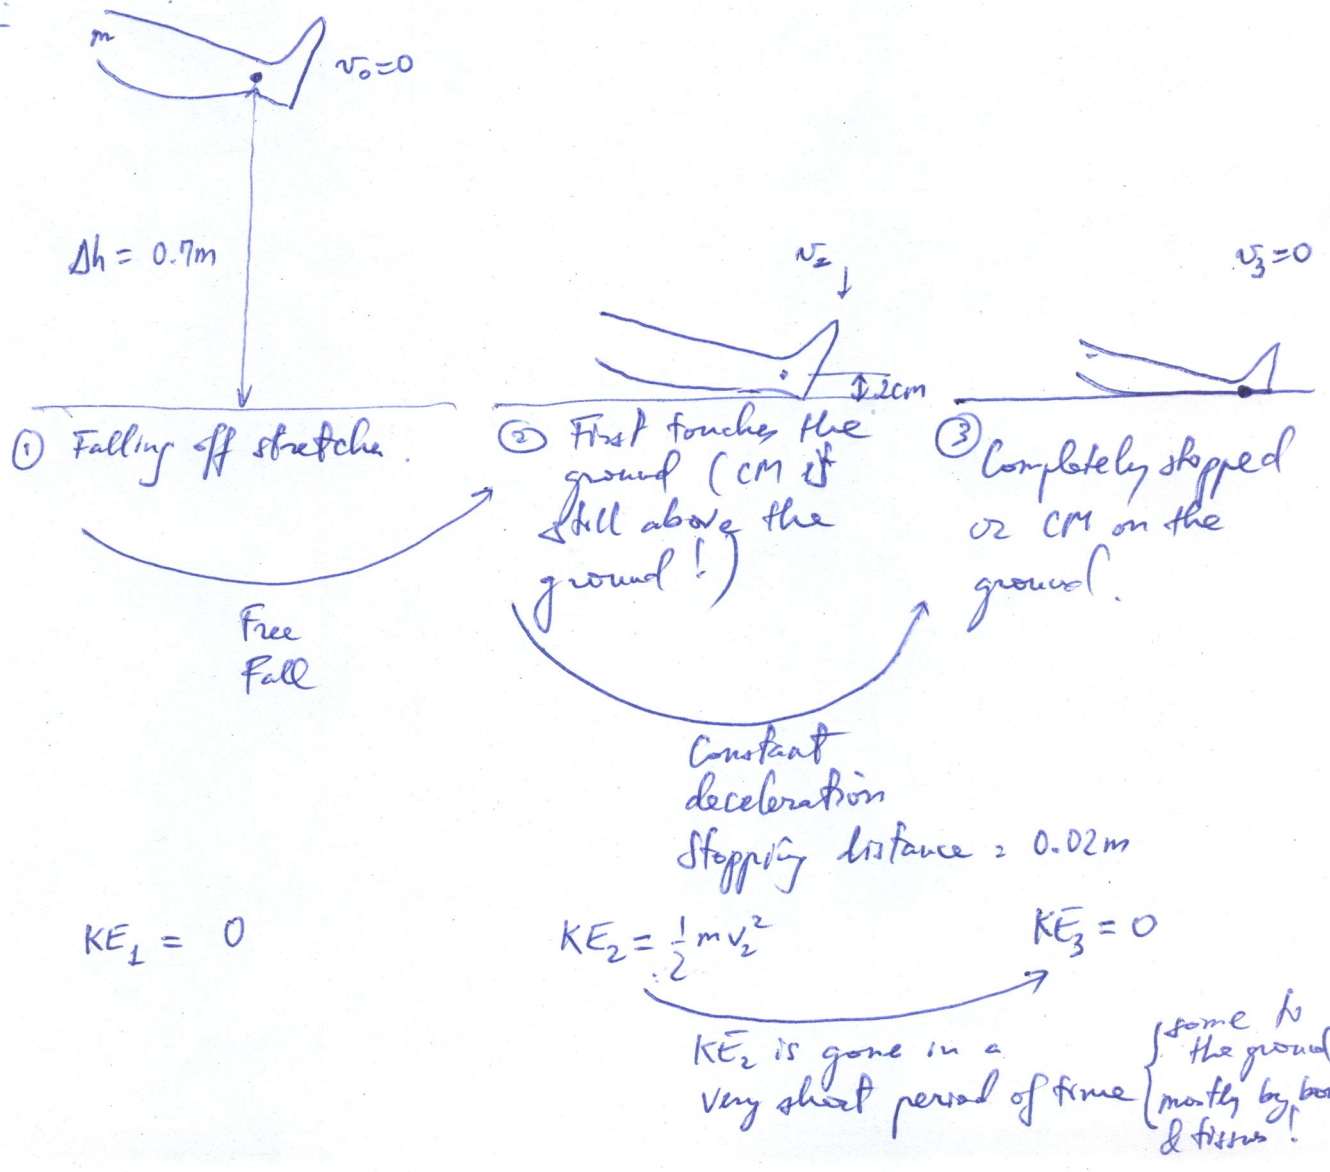 m
v₀=0
Δh = 0.7m
v₂
v₃=0
2cm
① Falling off stretcher.
② First touches the
ground (CM is
still above the
ground!)
③ Completely stopped
or CM on the
ground.
Free
Fall
Constant
deceleration
Stopping distance = 0.02m
KE₁ = 0
KE₂ = ½ m v₂²
KE₃ = 0
KE₂ is gone in a
very short period of time
some to
the ground
mostly by
& tissus!